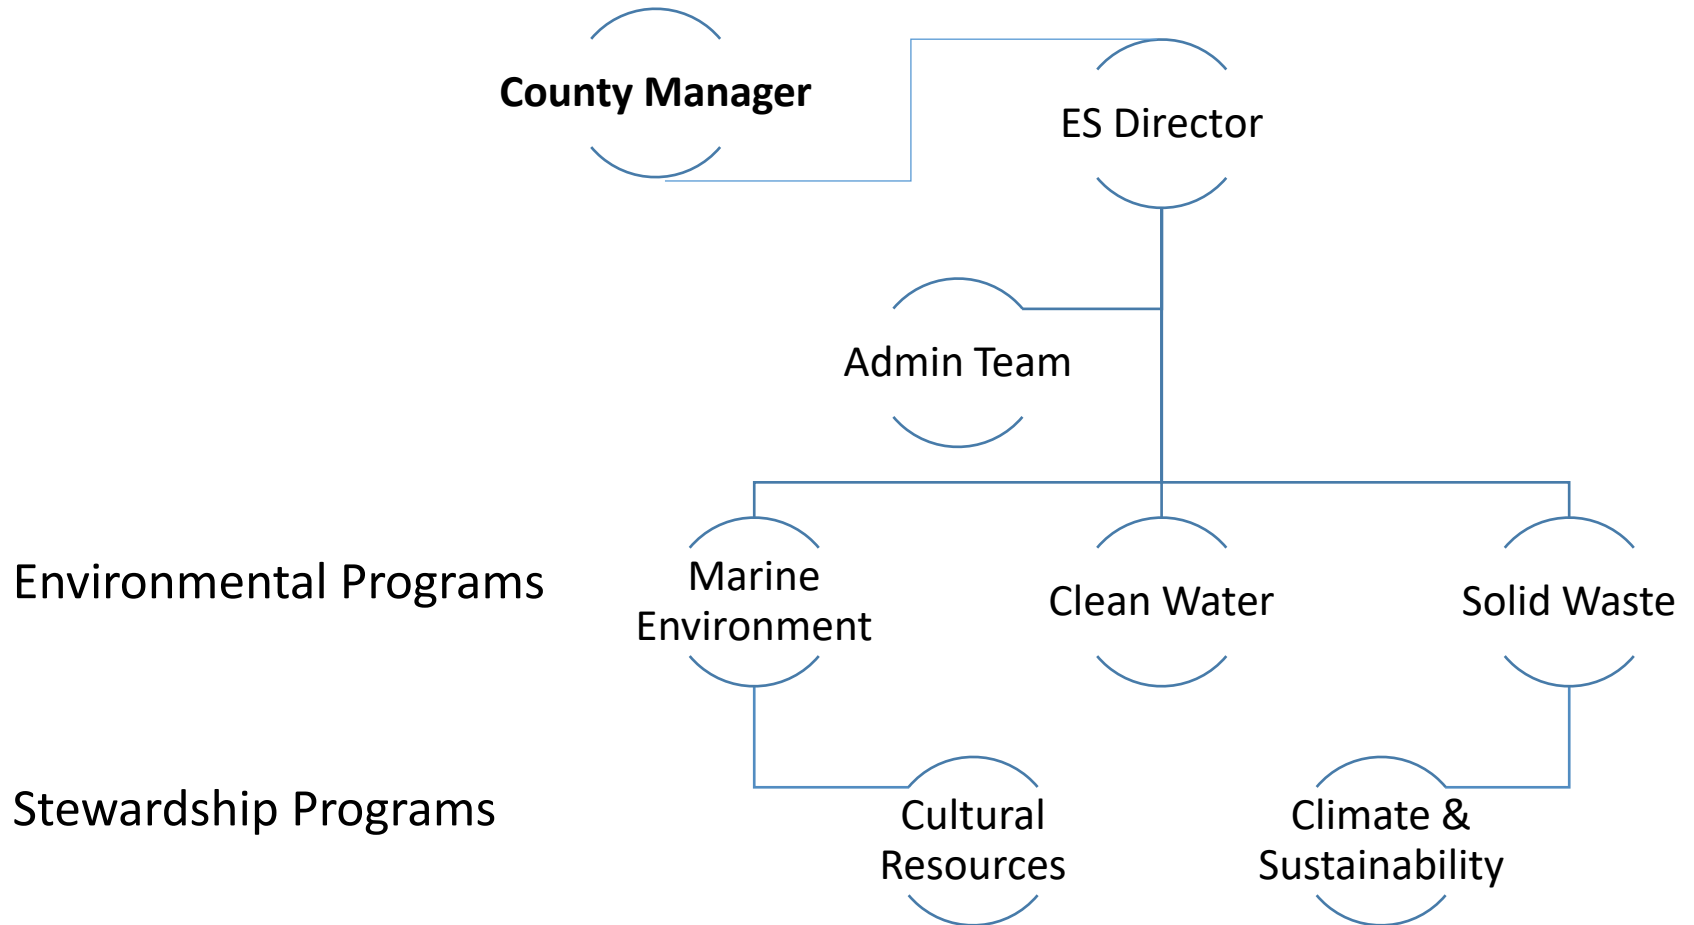 County Manager
ES Director
Admin Team
Environmental Programs
Marine
Environment
Clean Water
Solid Waste
Stewardship Programs
Cultural
Resources
Climate &
Sustainability